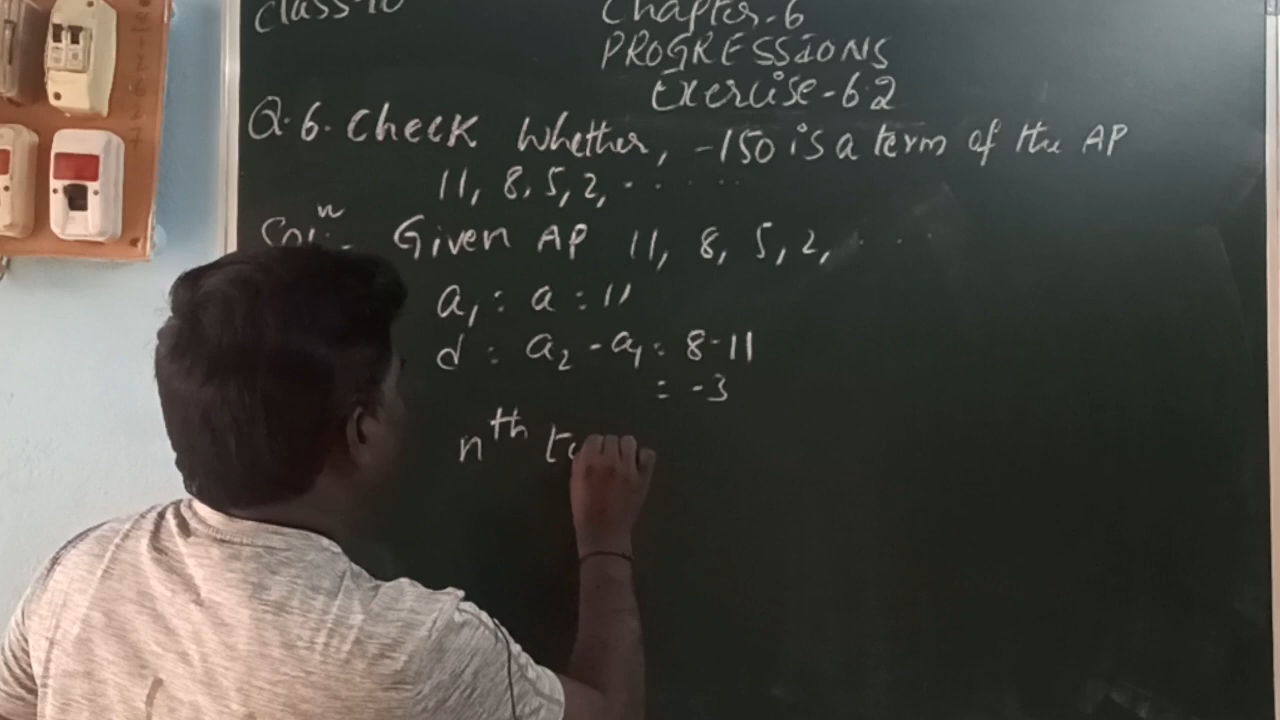 Class-10
Chapter-6
PROGRESSIONS
Exercise-6.2
Q.6. Check Whether, -150 is a term of the AP
11, 8, 5, 2, ......
Solⁿ:- Given AP 11, 8, 5, 2, ...
a₁ = a = 11
d = a₂ - a₁ = 8-11
= -3
nth